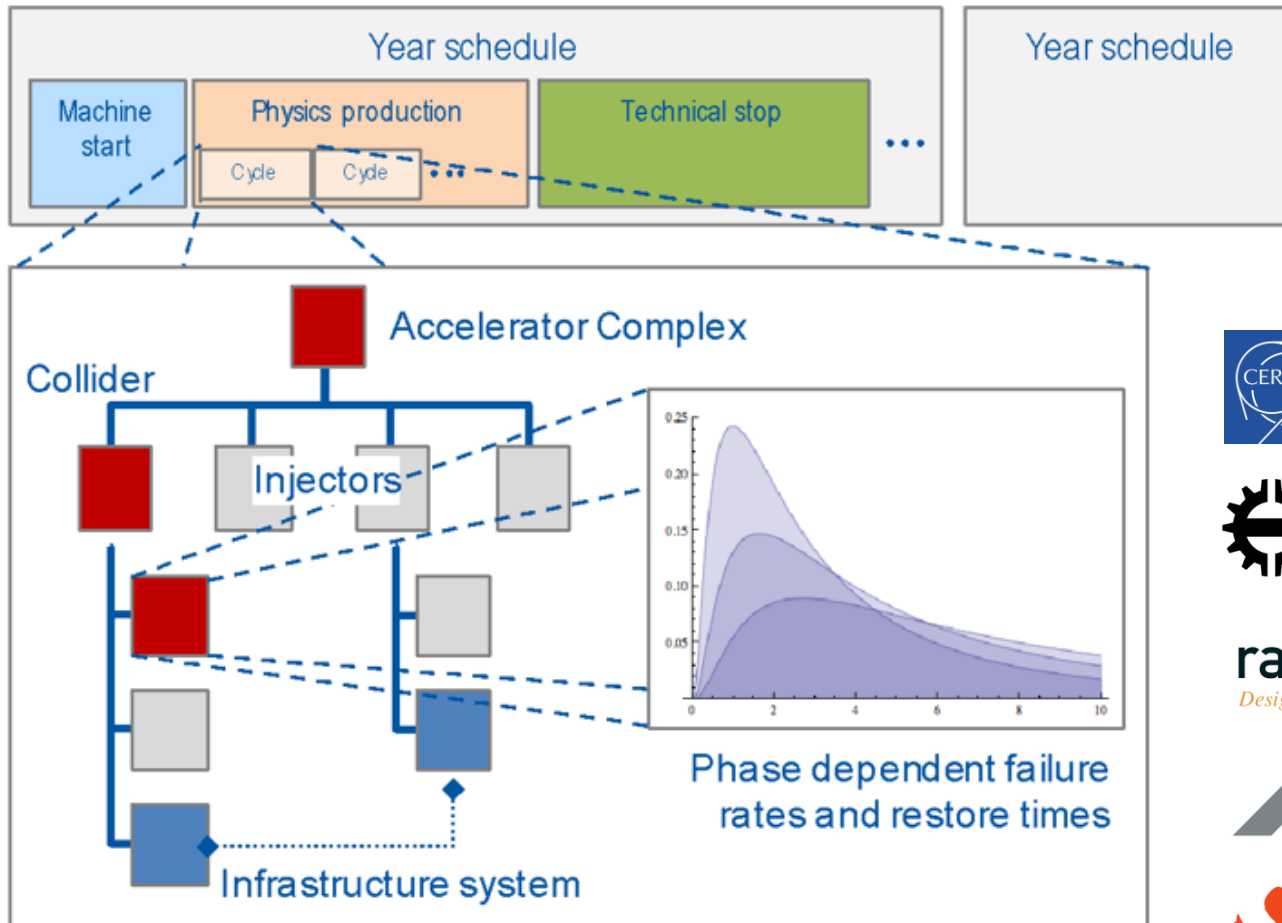 Year schedule
Year schedule
Machine
start
Physics production
Technical stop
Cycle
Cycle
...
...
Accelerator Complex
Collider
Injectors
0.25
0.20
0.15
0.10
0.05
0
2
4
6
8
10
Phase dependent failure
rates and restore times
Infrastructure system